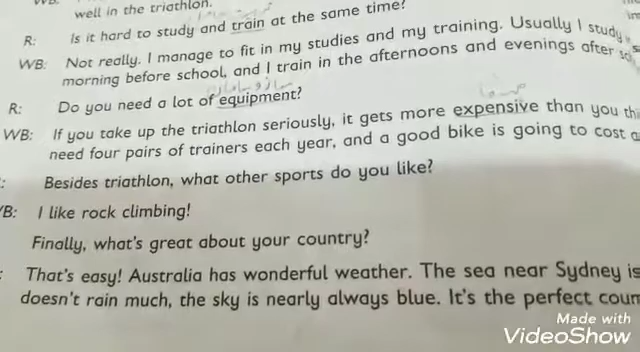 well in the triathlon.
R: Is it hard to study and train at the same time?
WB: Not really. I manage to fit in my studies and my training. Usually I study
morning before school, and I train in the afternoons and evenings after
R: Do you need a lot of equipment?
WB: If you take up the triathlon seriously, it gets more expensive than you
need four pairs of trainers each year, and a good bike is going to cost
: Besides triathlon, what other sports do you like?
WB: I like rock climbing!
Finally, what's great about your country?
: That's easy! Australia has wonderful weather. The sea near Sydney is
doesn't rain much, the sky is nearly always blue. It's the perfect
Made with
VideoShow